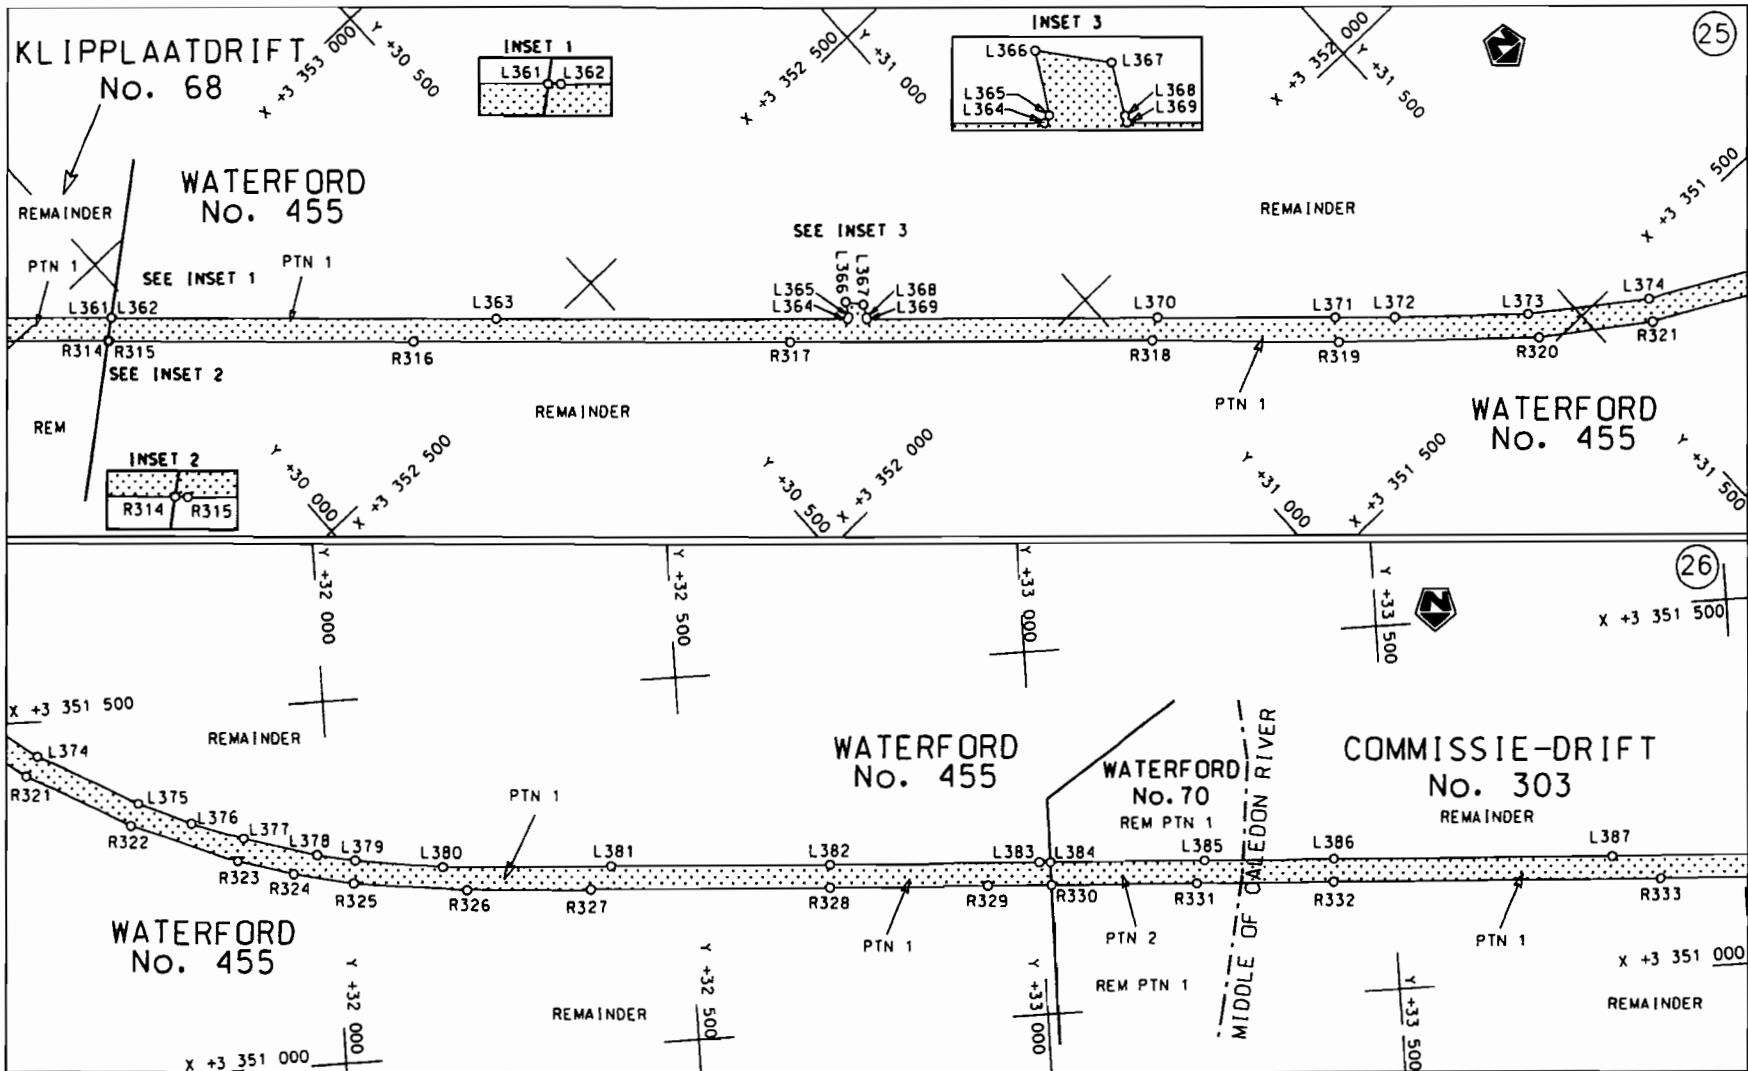 KLIPPLAATDRIFT
No. 68
X +3 353 000
Y +30 500
INSET 1
L361
L362
X +3 352 500
Y +31 000
INSET 3
L366
L367
L365
L364
L368
L369
X +3 352 000
Y +31 500
N
25
WATERFORD
No. 455
REMAINDER
REMAINDER
X +3 351 500
SEE INSET 3
PTN 1
SEE INSET 1
PTN 1
L361
L362
L363
L365
L364
L366
L367
L368
L369
L370
L371
L372
L373
L374
R314
R315
R316
R317
R318
R319
R320
R321
SEE INSET 2
REM
REMAINDER
PTN 1
WATERFORD
No. 455
INSET 2
R314
R315
Y +30 000
X +3 352 500
Y +30 500
X +3 352 000
Y +31 000
X +3 351 500
Y +31 500
Y +32 000
Y +32 500
Y +33 000
Y +33 500
N
26
X +3 351 500
X +3 351 500
REMAINDER
WATERFORD
No. 455
WATERFORD
No. 70
REM PTN 1
MIDDLE OF CALEDON RIVER
COMMISSIE-DRIFT
No. 303
REMAINDER
L374
L375
L376
L377
L378
L379
L380
PTN 1
L381
L382
L383
L384
L385
L386
L387
R321
R322
R323
R324
R325
R326
R327
R328
R329
R330
R331
R332
R333
WATERFORD
No. 455
PTN 1
PTN 2
PTN 1
REM PTN 1
REMAINDER
X +3 351 000
REMAINDER
X +3 351 000
Y +32 000
Y +32 500
Y +33 000
Y +33 500